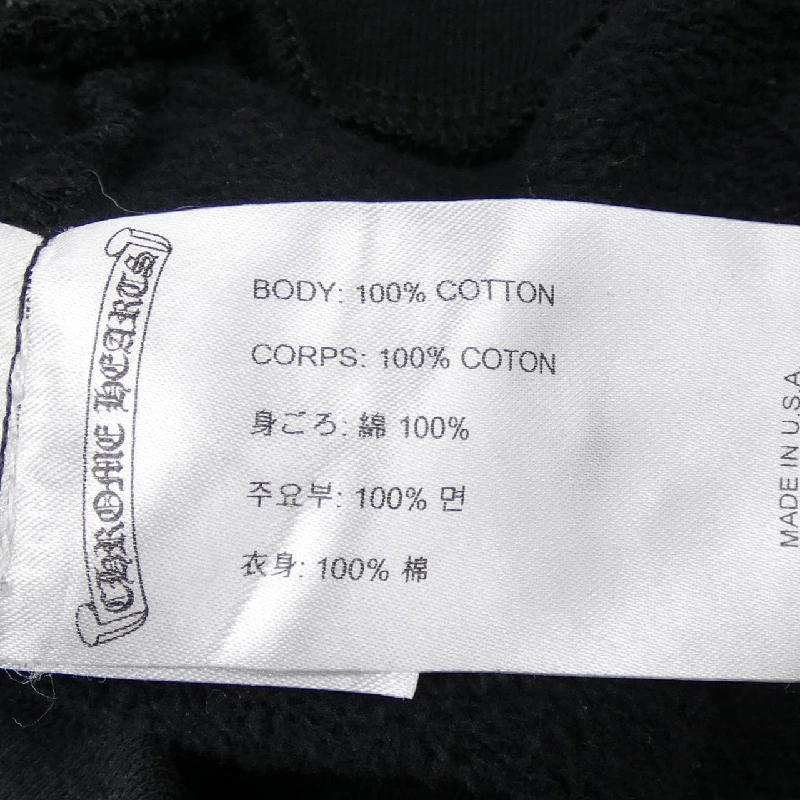 CHROME HEARTS
BODY: 100% COTTON
CORPS: 100% COTON
身ごろ: 綿 100%
주요부: 100% 면
衣身: 100% 棉
MADE IN U.S.A.